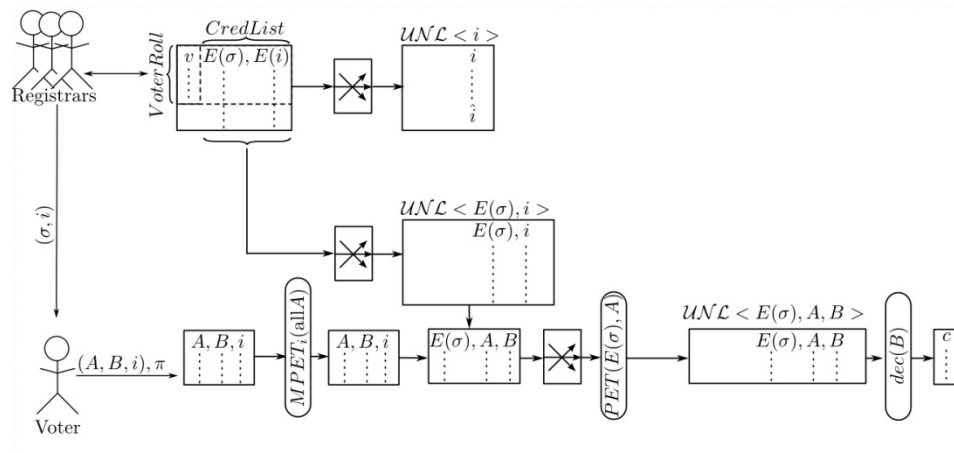 CredList
UNL < i >
VoterRoll
v E(σ), E(i)
i
î
Registrars
(σ, i)
UNL < E(σ), i >
E(σ), i
UNL < E(σ), A, B >
(A, B, i), π
A, B, i
MPET_i(allA)
A, B, i
E(σ), A, B
PET(E(σ), A)
E(σ), A, B
dec(B)
c
Voter